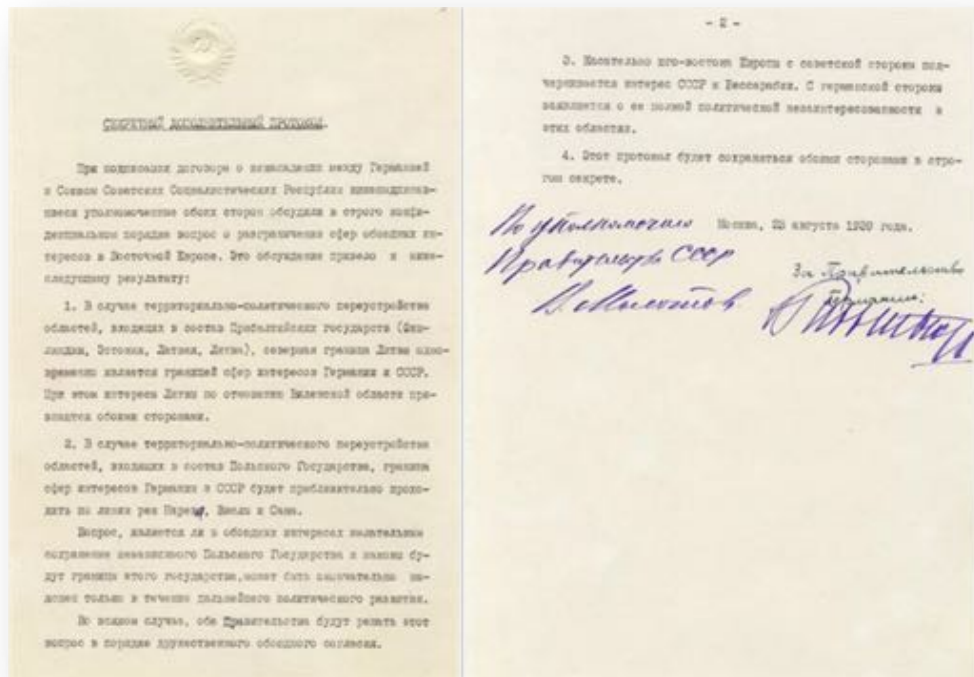 СЕКРЕТНЫЙ ДОПОЛНИТЕЛЬНЫЙ ПРОТОКОЛ.
При подписании договора о ненападении между Германией
и Союзом Советских Социалистических Республик нижеподписав-
шиеся уполномоченные обеих сторон обсудили в строго конфи-
денциальном порядке вопрос о разграничении сфер обоюдных ин-
тересов в Восточной Европе. Это обсуждение привело к ниже-
следующему результату:
1. В случае территориально-политического переустройства
областей, входящих в состав Прибалтийских государств (Фин-
ляндия, Эстония, Латвия, Литва), северная граница Литвы одно-
временно является границей сфер интересов Германии и СССР.
При этом интересы Литвы по отношению Виленской области при-
знаются обеими сторонами.
2. В случае территориально-политического переустройства
областей, входящих в состав Польского Государства, граница
сфер интересов Германии и СССР будет приблизительно прохо-
дить по линии рек Нарева, Вислы и Сана.
Вопрос, является ли в обоюдных интересах желательным
сохранение независимого Польского Государства и каковы бу-
дут границы этого государства, может быть окончательно вы-
яснен только в течение дальнейшего политического развития.
Во всяком случае, оба Правительства будут решать этот
вопрос в порядке дружественного обоюдного согласия.
- 2 -
3. Касательно юго-востока Европы с советской стороны под-
черкивается интерес СССР к Бессарабии. С германской стороны
заявляется о ее полной политической незаинтересованности в
этих областях.
4. Этот протокол будет сохраняться обеими сторонами в стро-
гом секрете.
По уполномочию
Москва, 23 августа 1939 года.
Правительства СССР
За Правительство
Германии:
В. Молотов